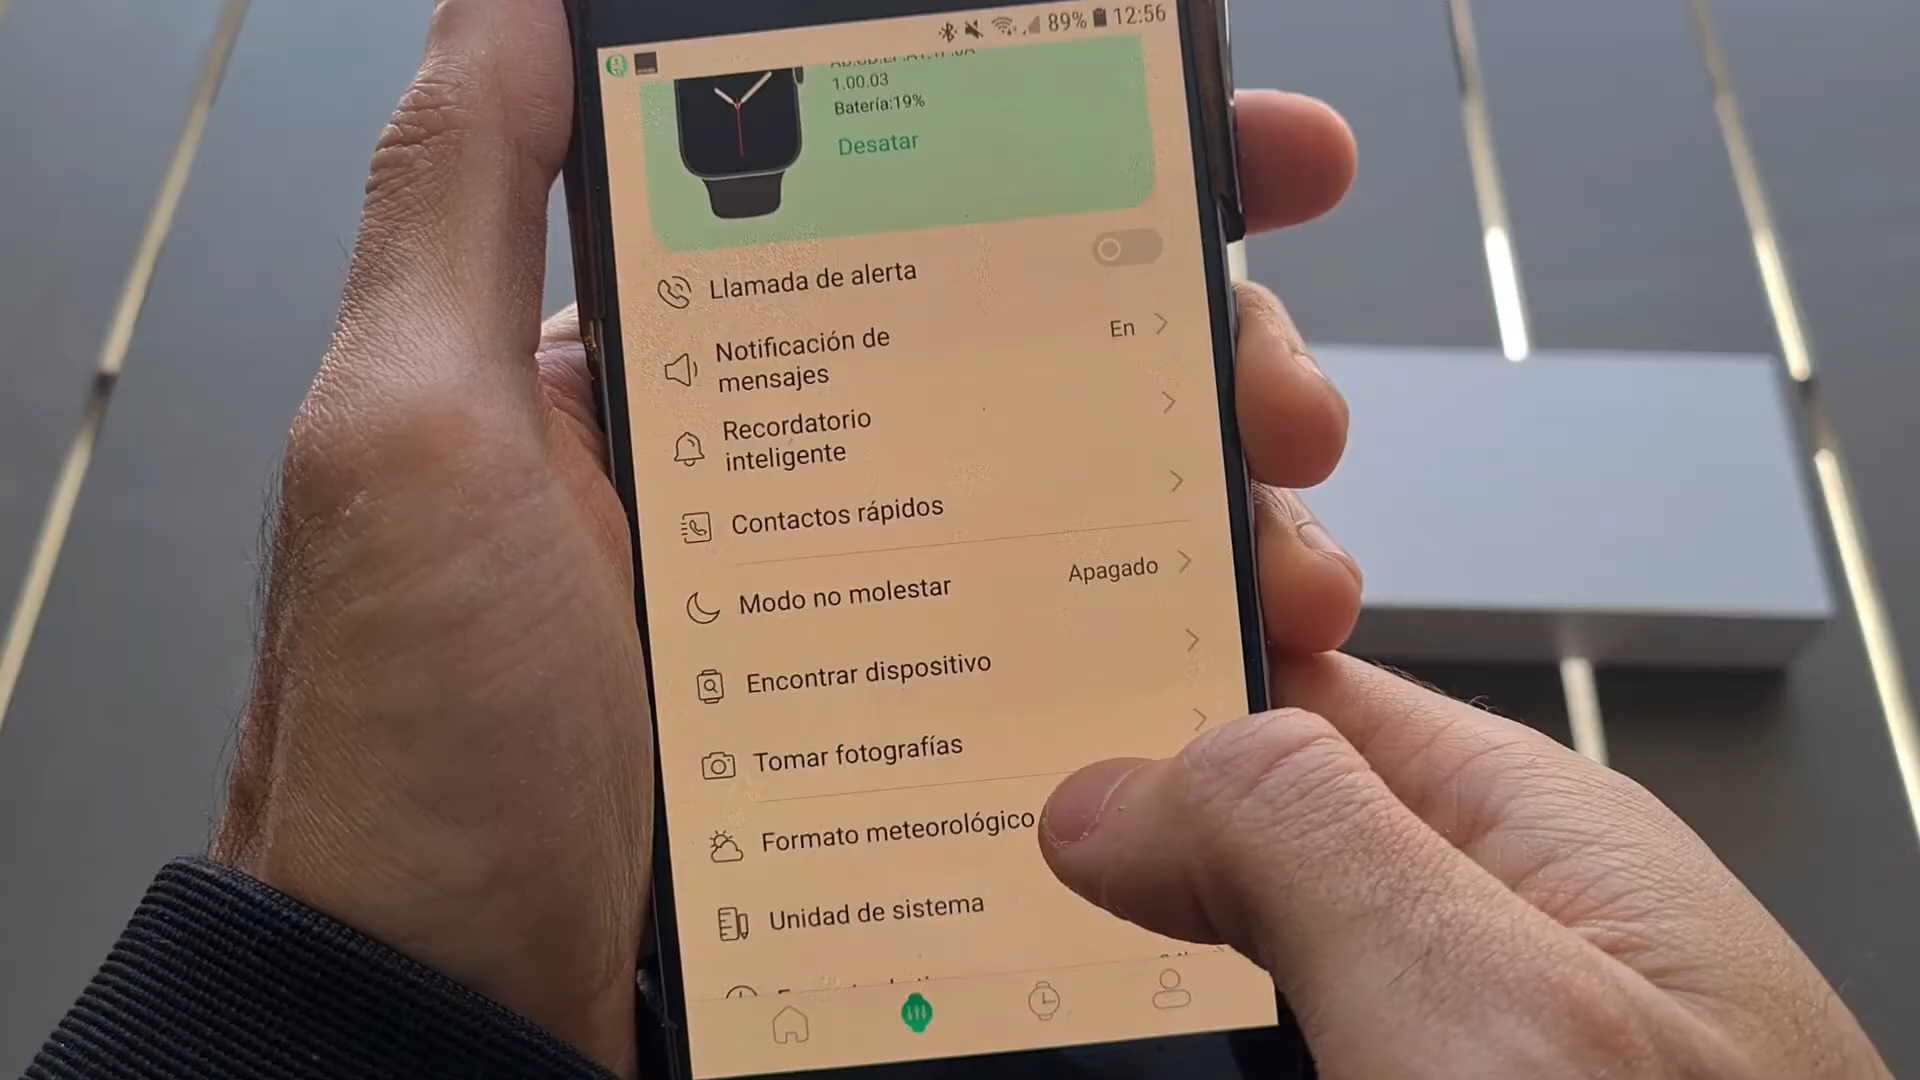 89% 12:56
1.00.03
Batería:19%
Desatar
Llamada de alerta
Notificación de
mensajes
En
Recordatorio
inteligente
Contactos rápidos
Modo no molestar
Apagado
Encontrar dispositivo
Tomar fotografías
Formato meteorológico
Unidad de sistema